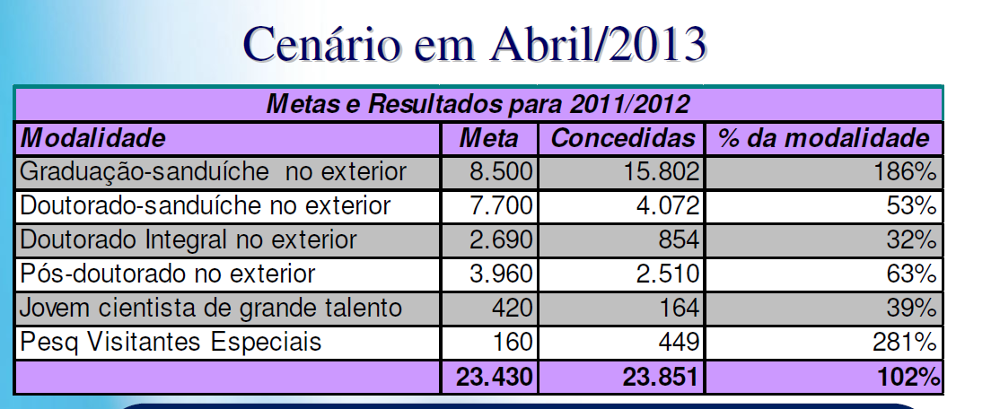 Cenário em Abril/2013
Metas e Resultados para 2011/2012
Modalidade Meta Concedidas % da modalidade
Graduação-sanduíche no exterior 8.500 15.802 186%
Doutorado-sanduíche no exterior 7.700 4.072 53%
Doutorado Integral no exterior 2.690 854 32%
Pós-doutorado no exterior 3.960 2.510 63%
Jovem cientista de grande talento 420 164 39%
Pesq Visitantes Especiais 160 449 281%
23.430 23.851 102%